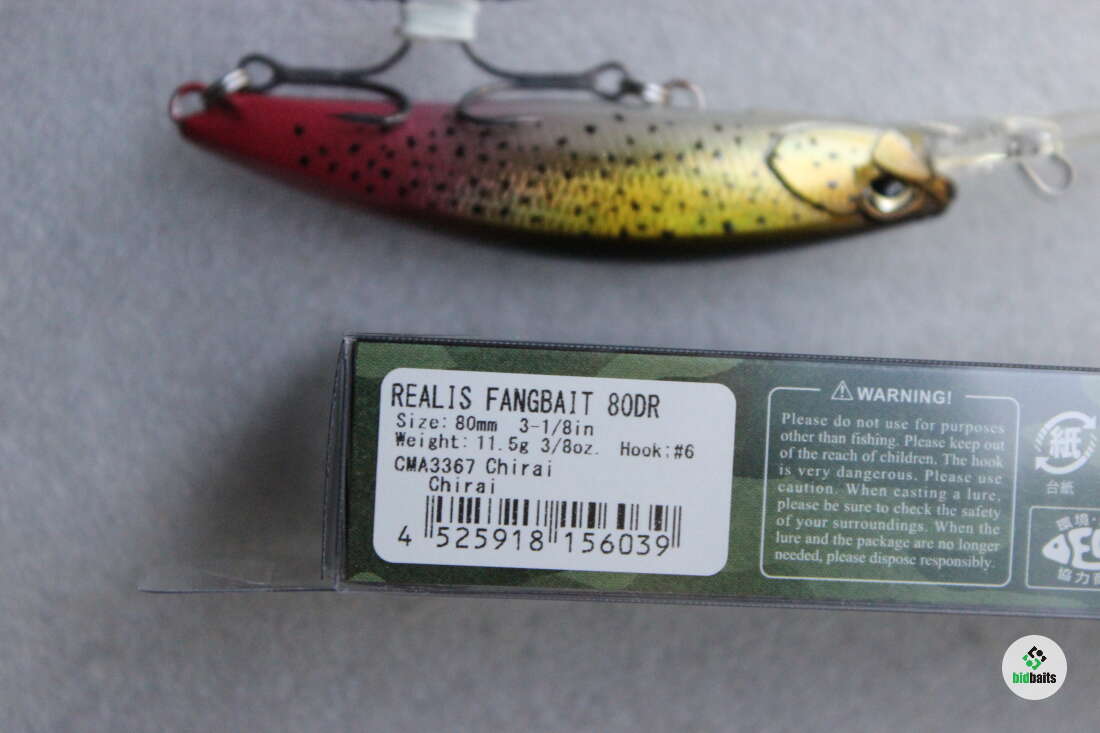 REALIS FANGBAIT 80DR
Size: 80mm 3-1/8in
Weight: 11.5g 3/8oz. Hook:#6
CMA3367 Chirai
Chirai
4 525918 156039
WARNING!
Please do not use for purposes
other than fishing. Please keep out
of the reach of children. The hook
is very dangerous. Please use
caution. When casting a lure,
please be sure to check the safety
of your surroundings. When the
lure and the package are no longer
needed, please dispose responsibly.
紙
台紙
環境
協力
bidbaits